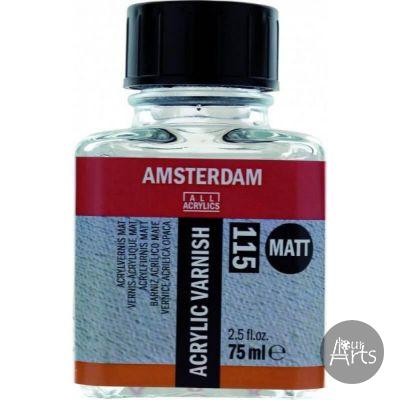 AMSTERDAM
ALL
ACRYLICS
ACRYLVERNIS MAT
VERNIS-ACRYLIQUE MAT
ACRYLFIRNIS MATT
BARNIZ ACRÍLICO MATE
VERNICE ACRILICA OPACA
ACRYLIC VARNISH
115
MATT
2.5 fl.oz.
75 ml e
Our
Arts